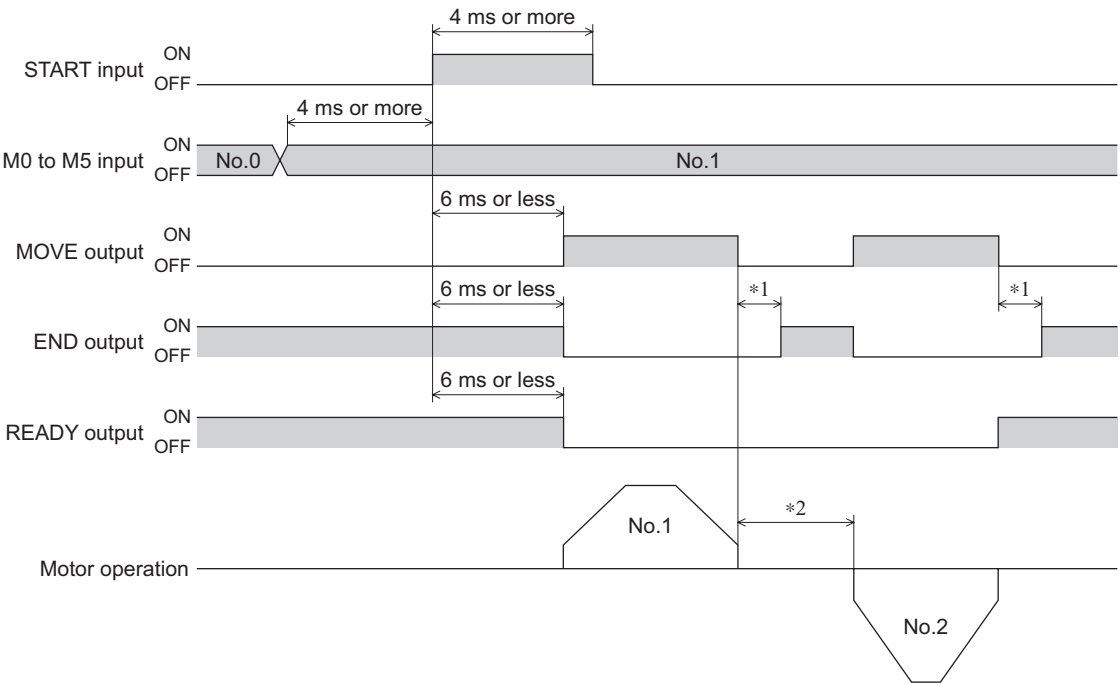 4 ms or more
START input
ON
OFF
4 ms or more
M0 to M5 input
ON
OFF
No.0
No.1
6 ms or less
MOVE output
ON
OFF
6 ms or less
*1
*1
END output
ON
OFF
6 ms or less
READY output
ON
OFF
No.1
*2
Motor operation
No.2